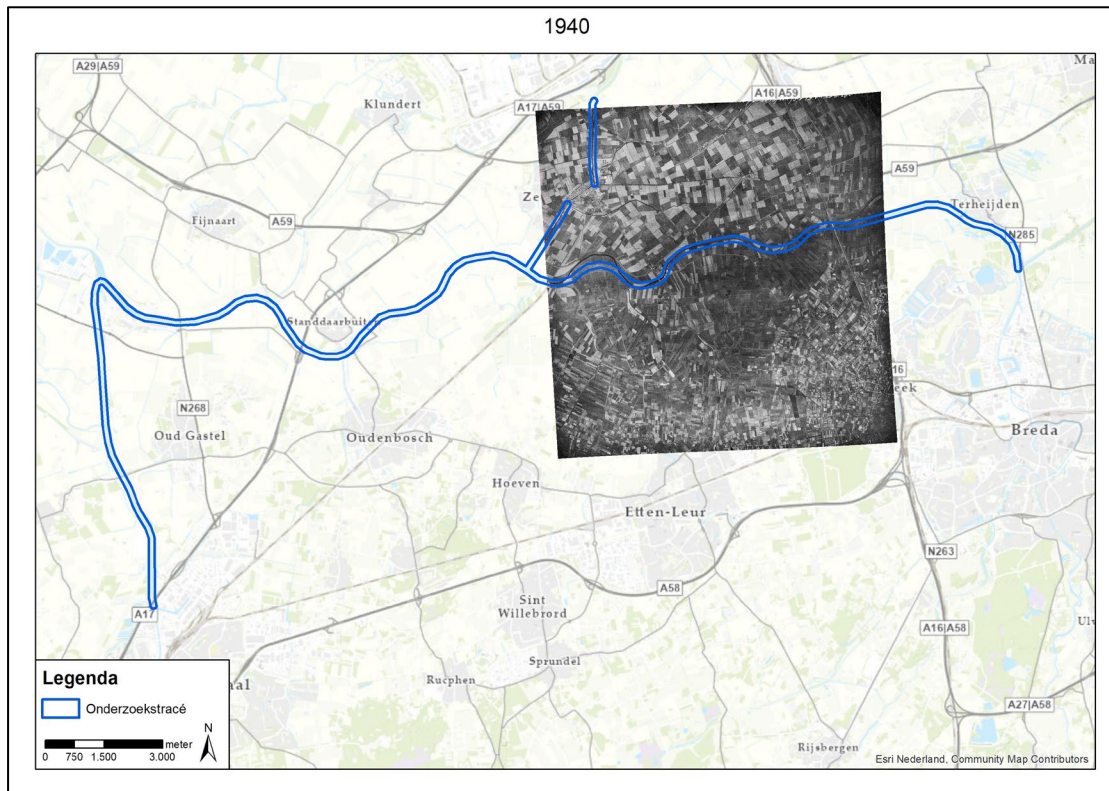 1940
A29|A59
Klundert
A17|A59
A16|A59
Ma
Ze
A59
Terheijden
Fijnaart
A59
N285
Standdaarbuiten
16
eek
N268
Oud Gastel
Oudenbosch
Breda
Hoeven
Etten-Leur
N263
A17
A58
Sint
Willebrord
A16|A58
Ulv
Sprundel
Rucphen
aal
A27|A58
Rijsbergen
Legenda
Onderzoekstracé
N
meter
0 750 1.500 3.000
Esri Nederland, Community Map Contributors